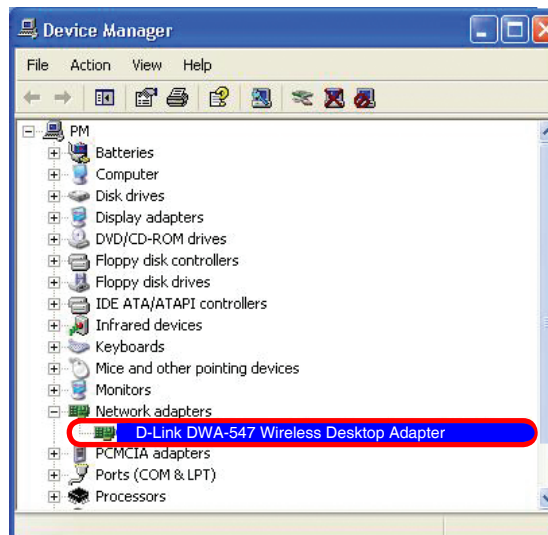 Device Manager
File Action View Help
PM
Batteries
Computer
Disk drives
Display adapters
DVD/CD-ROM drives
Floppy disk controllers
Floppy disk drives
IDE ATA/ATAPI controllers
Infrared devices
Keyboards
Mice and other pointing devices
Monitors
Network adapters
D-Link DWA-547 Wireless Desktop Adapter
PCMCIA adapters
Ports (COM & LPT)
Processors